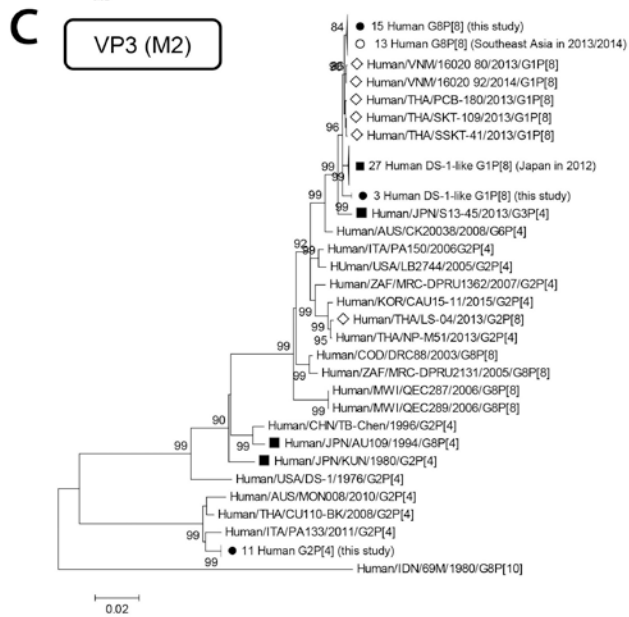 C
VP3 (M2)
84
15 Human G8P[8] (this study)
13 Human G8P[8] (Southeast Asia in 2013/2014)
Human/VNM/16020 80/2013/G1P[8]
Human/VNM/16020 92/2014/G1P[8]
Human/THA/PCB-180/2013/G1P[8]
Human/THA/SKT-109/2013/G1P[8]
Human/THA/SSKT-41/2013/G1P[8]
96
27 Human DS-1-like G1P[8] (Japan in 2012)
99
99
3 Human DS-1-like G1P[8] (this study)
99
99
Human/JPN/S13-45/2013/G3P[4]
Human/AUS/CK20038/2008/G6P[4]
92
99
Human/ITA/PA150/2006G2P[4]
HUman/USA/LB2744/2005/G2P[4]
Human/ZAF/MRC-DPRU1362/2007/G2P[4]
Human/KOR/CAU15-11/2015/G2P[4]
99
Human/THA/LS-04/2013/G2P[8]
99
Human/THA/NP-M51/2013/G2P[4]
95
99
Human/COD/DRC88/2003/G8P[8]
Human/ZAF/MRC-DPRU2131/2005/G8P[8]
99
Human/MWI/QEC287/2006/G8P[8]
Human/MWI/QEC289/2006/G8P[8]
99
90
Human/CHN/TB-Chen/1996/G2P[4]
Human/JPN/AU109/1994/G8P[4]
99
99
Human/JPN/KUN/1980/G2P[4]
Human/USA/DS-1/1976/G2P[4]
Human/AUS/MON008/2010/G2P[4]
Human/THA/CU110-BK/2008/G2P[4]
Human/ITA/PA133/2011/G2P[4]
99
11 Human G2P[4] (this study)
99
Human/IDN/69M/1980/G8P[10]
0.02